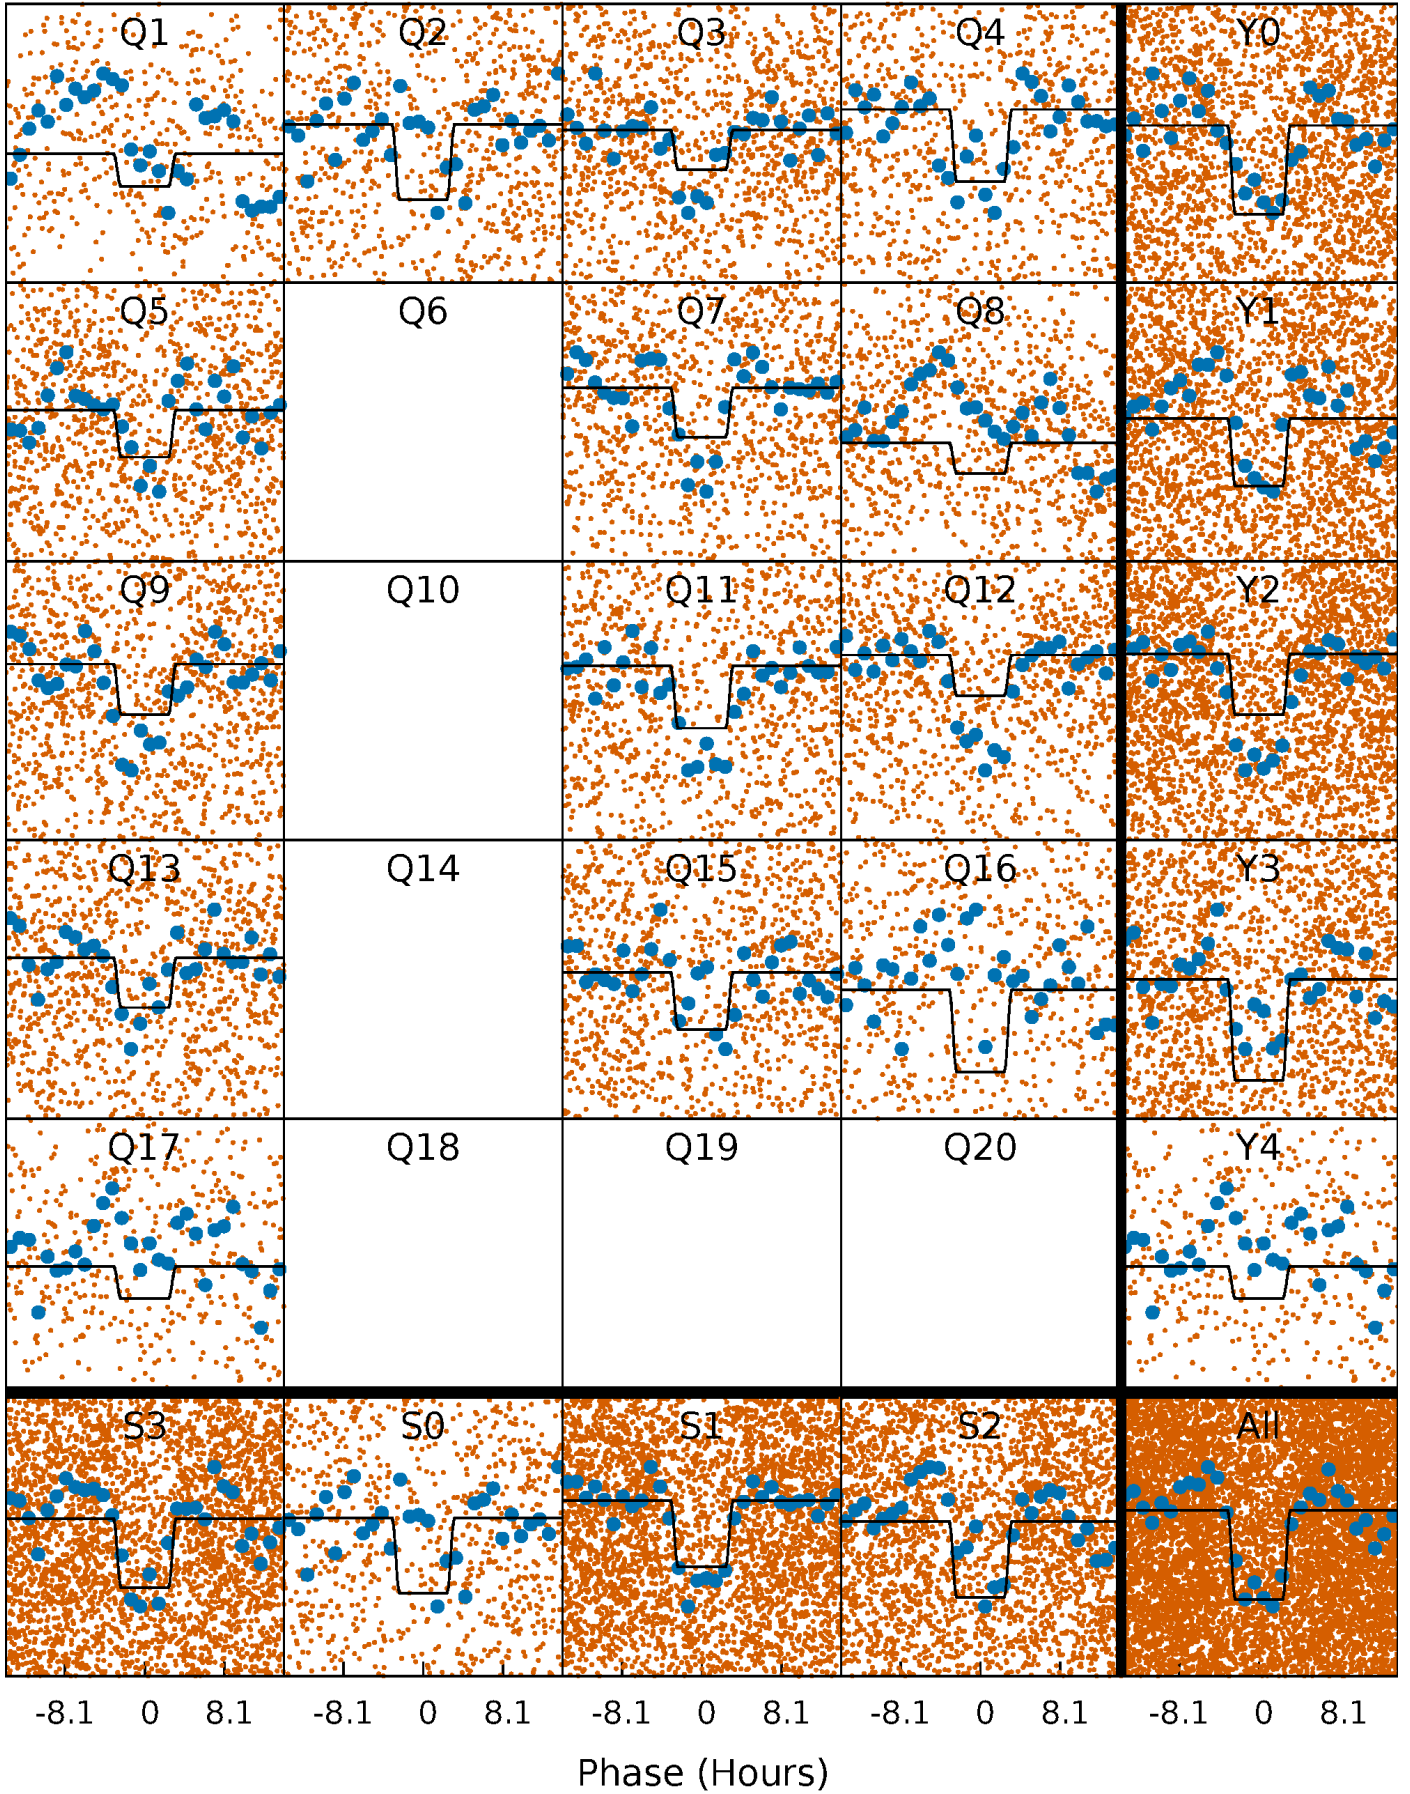 Q1 Q2 Q3 Q4 Y0
Q5 Q6 Q7 Q8 Y1
Q9 Q10 Q11 Q12 Y2
Q13 Q14 Q15 Q16 Y3
Q17 Q18 Q19 Q20 Y4
S3 S0 S1 S2 All
-8.1 0 8.1 -8.1 0 8.1 -8.1 0 8.1 -8.1 0 8.1 -8.1 0 8.1
Phase (Hours)